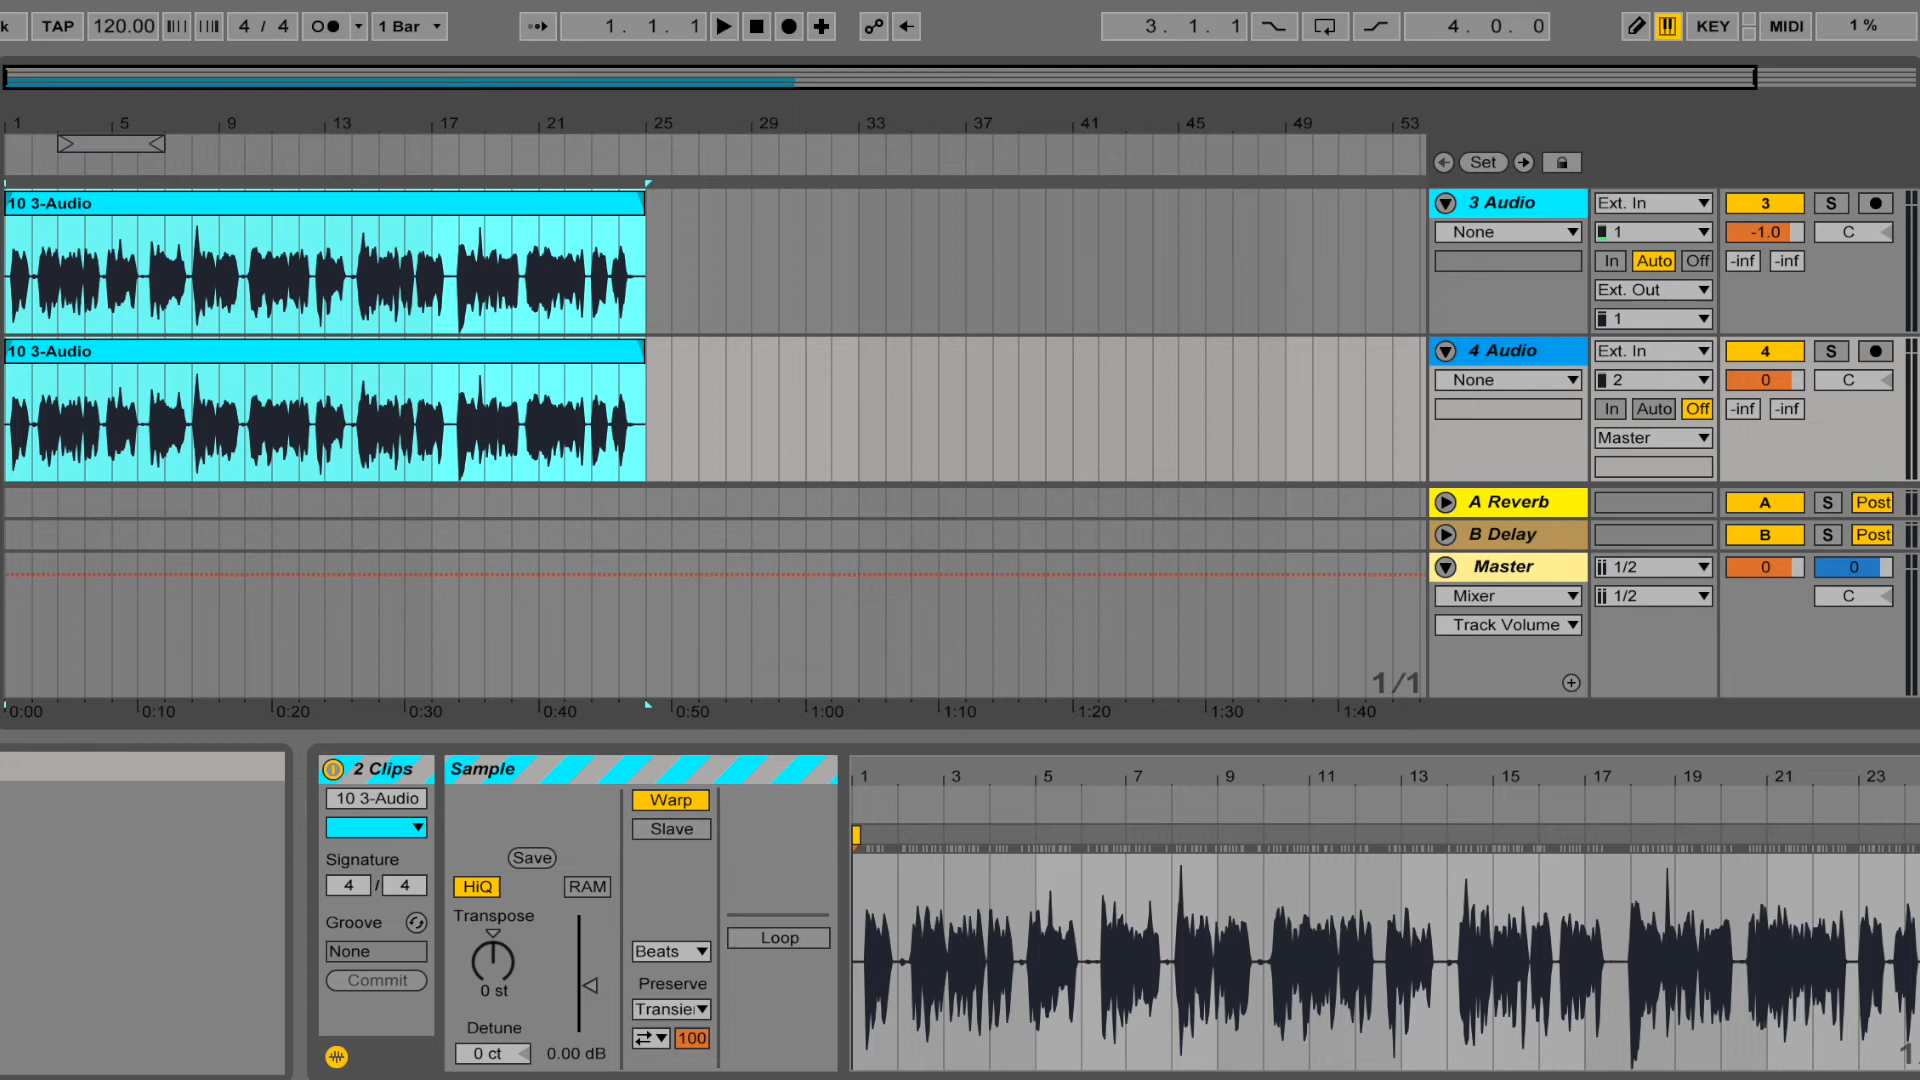 k TAP 120.00 4 / 4 1 Bar 1. 1. 1 3. 1. 1 4. 0. 0 KEY MIDI 1 %
1 5 9 13 17 21 25 29 33 37 41 45 49 53
Set
10 3-Audio
3 Audio Ext. In 3 S
None 1 -1.0 C
In Auto Off -inf -inf
Ext. Out
1
10 3-Audio
4 Audio Ext. In 4 S
None 2 0 C
In Auto Off -inf -inf
Master
A Reverb A S Post
B Delay B S Post
Master 1/2 0 0
Mixer 1/2 C
Track Volume
1/1
0:00 0:10 0:20 0:30 0:40 0:50 1:00 1:10 1:20 1:30 1:40
2 Clips
10 3-Audio
Signature
4 / 4
Groove
None
Commit
Sample
Save
HiQ RAM
Transpose
0 st
Detune
0 ct 0.00 dB
Warp
Slave
Beats
Preserve
Transie
100
Loop
1 3 5 7 9 11 13 15 17 19 21 23